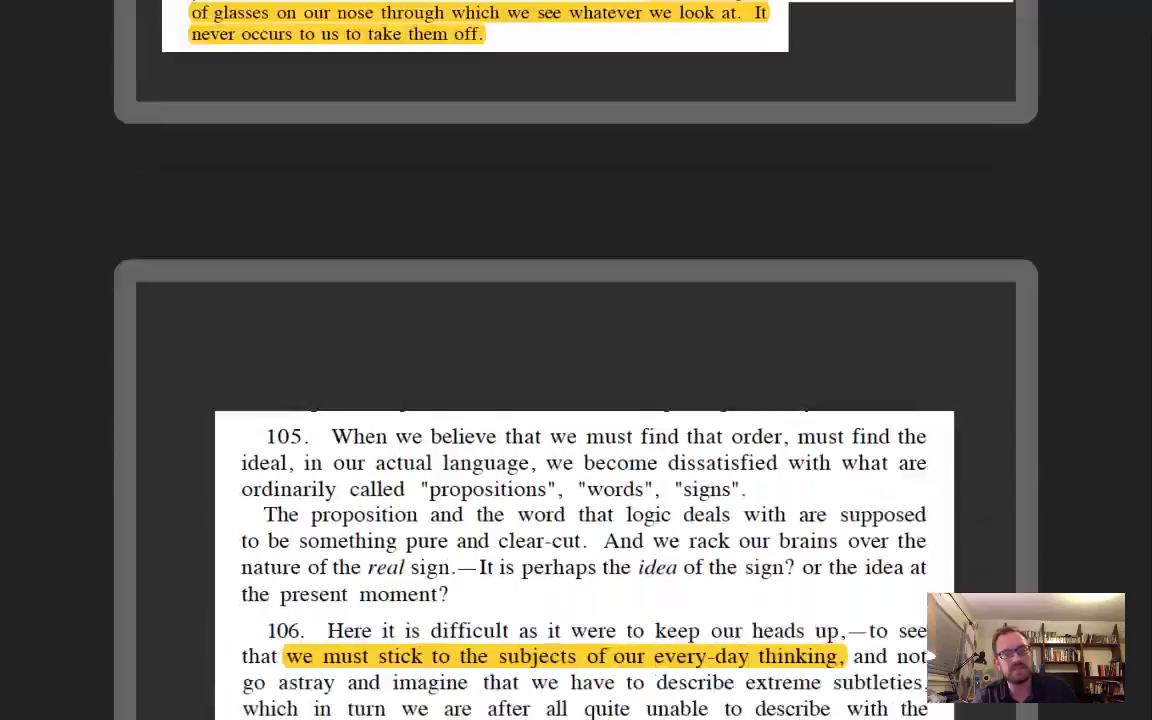 of glasses on our nose through which we see whatever we look at. It
never occurs to us to take them off.
105. When we believe that we must find that order, must find the
ideal, in our actual language, we become dissatisfied with what are
ordinarily called "propositions", "words", "signs".
The proposition and the word that logic deals with are supposed
to be something pure and clear-cut. And we rack our brains over the
nature of the real sign.—It is perhaps the idea of the sign? or the idea at
the present moment?
106. Here it is difficult as it were to keep our heads up,—to see
that we must stick to the subjects of our every-day thinking, and not
go astray and imagine that we have to describe extreme subtleties,
which in turn we are after all quite unable to describe with the